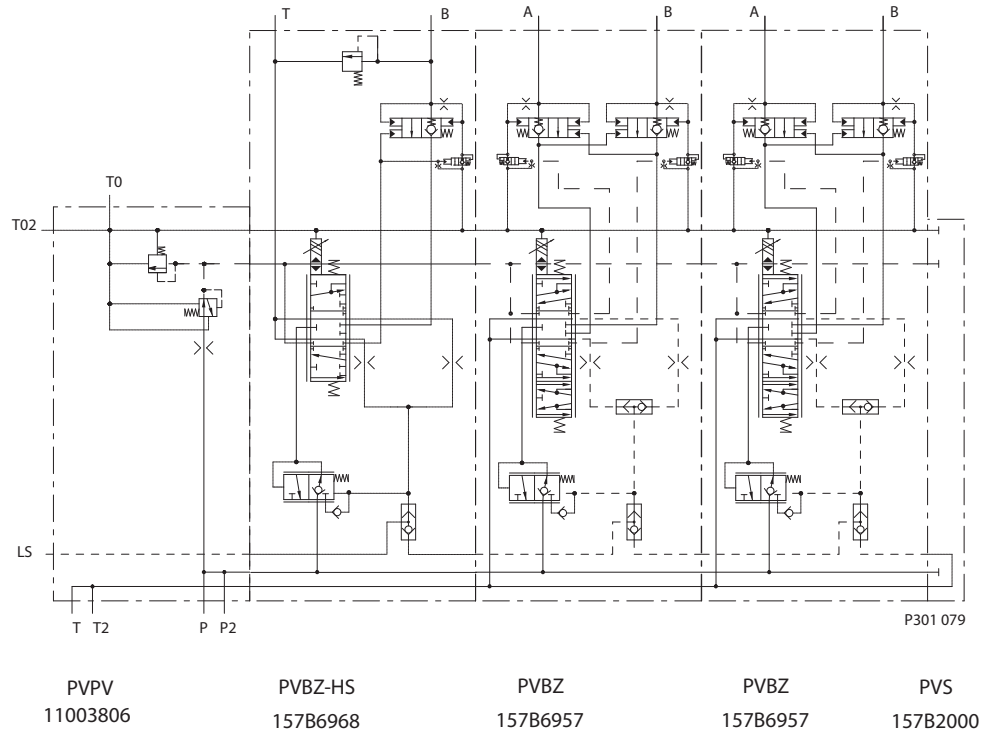 T B A B A B
T0
T02
LS
T T2 P P2
P301 079
PVPV PVBZ-HS PVBZ PVBZ PVS
11003806 157B6968 157B6957 157B6957 157B2000